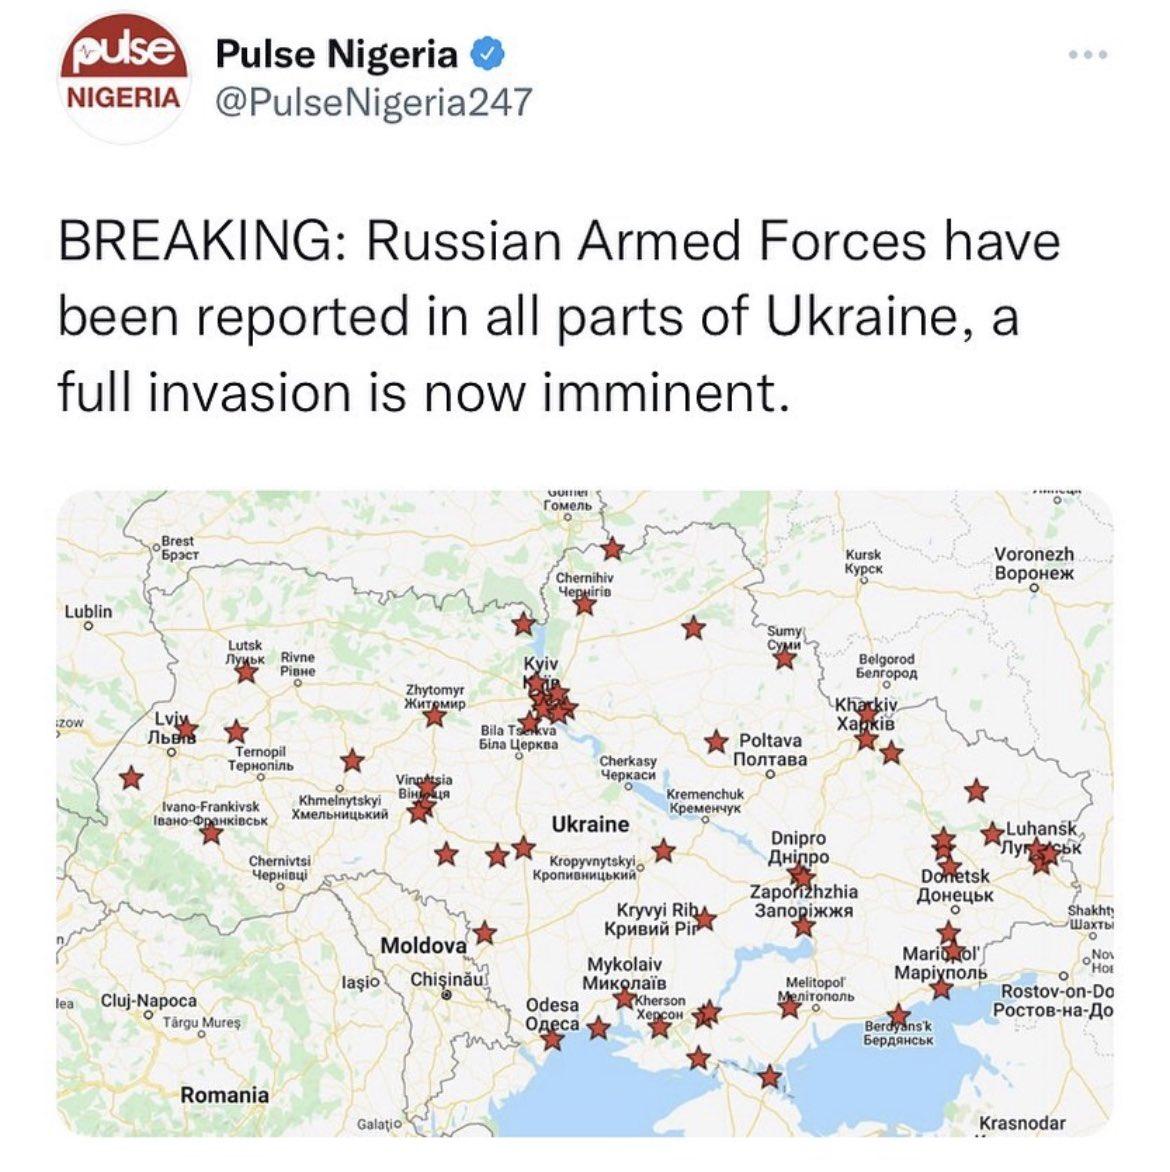 pulse
NIGERIA
Pulse Nigeria
@PulseNigeria247
BREAKING: Russian Armed Forces have
been reported in all parts of Ukraine, a
full invasion is now imminent.
Гомель
Brest
Брэст
Chernihiv
Чернігів
Kursk
Курск
Voronezh
Воронеж
Lublin
Lutsk
Луцьк
Rivne
Рівне
Kyiv
Київ
Sumy
Суми
Belgorod
Белгород
Zhytomyr
Житомир
Kharkiv
Харків
Lviv
Львів
Bila Tserkva
Біла Церква
Poltava
Полтава
Ternopil
Тернопіль
Cherkasy
Черкаси
Vinnytsia
Вінниця
Khmelnytskyi
Хмельницький
Kremenchuk
Кременчук
Ivano-Frankivsk
Івано-Франківськ
Ukraine
Luhansk
Луганськ
Dnipro
Дніпро
Chernivtsi
Чернівці
Kropyvnytskyi
Кропивницький
Donetsk
Донецьк
Zaporizhzhia
Запоріжжя
Kryvyi Rih
Кривий Ріг
Shakhty
Шахты
Moldova
Mariupol'
Маріуполь
Iași
Chișinău
Mykolaiv
Миколаїв
Melitopol'
Мелітополь
Rostov-on-Do
Ростов-на-До
Cluj-Napoca
Târgu Mureș
Odesa
Одеса
Kherson
Херсон
Berdyans'k
Бердянськ
Romania
Galați
Krasnodar